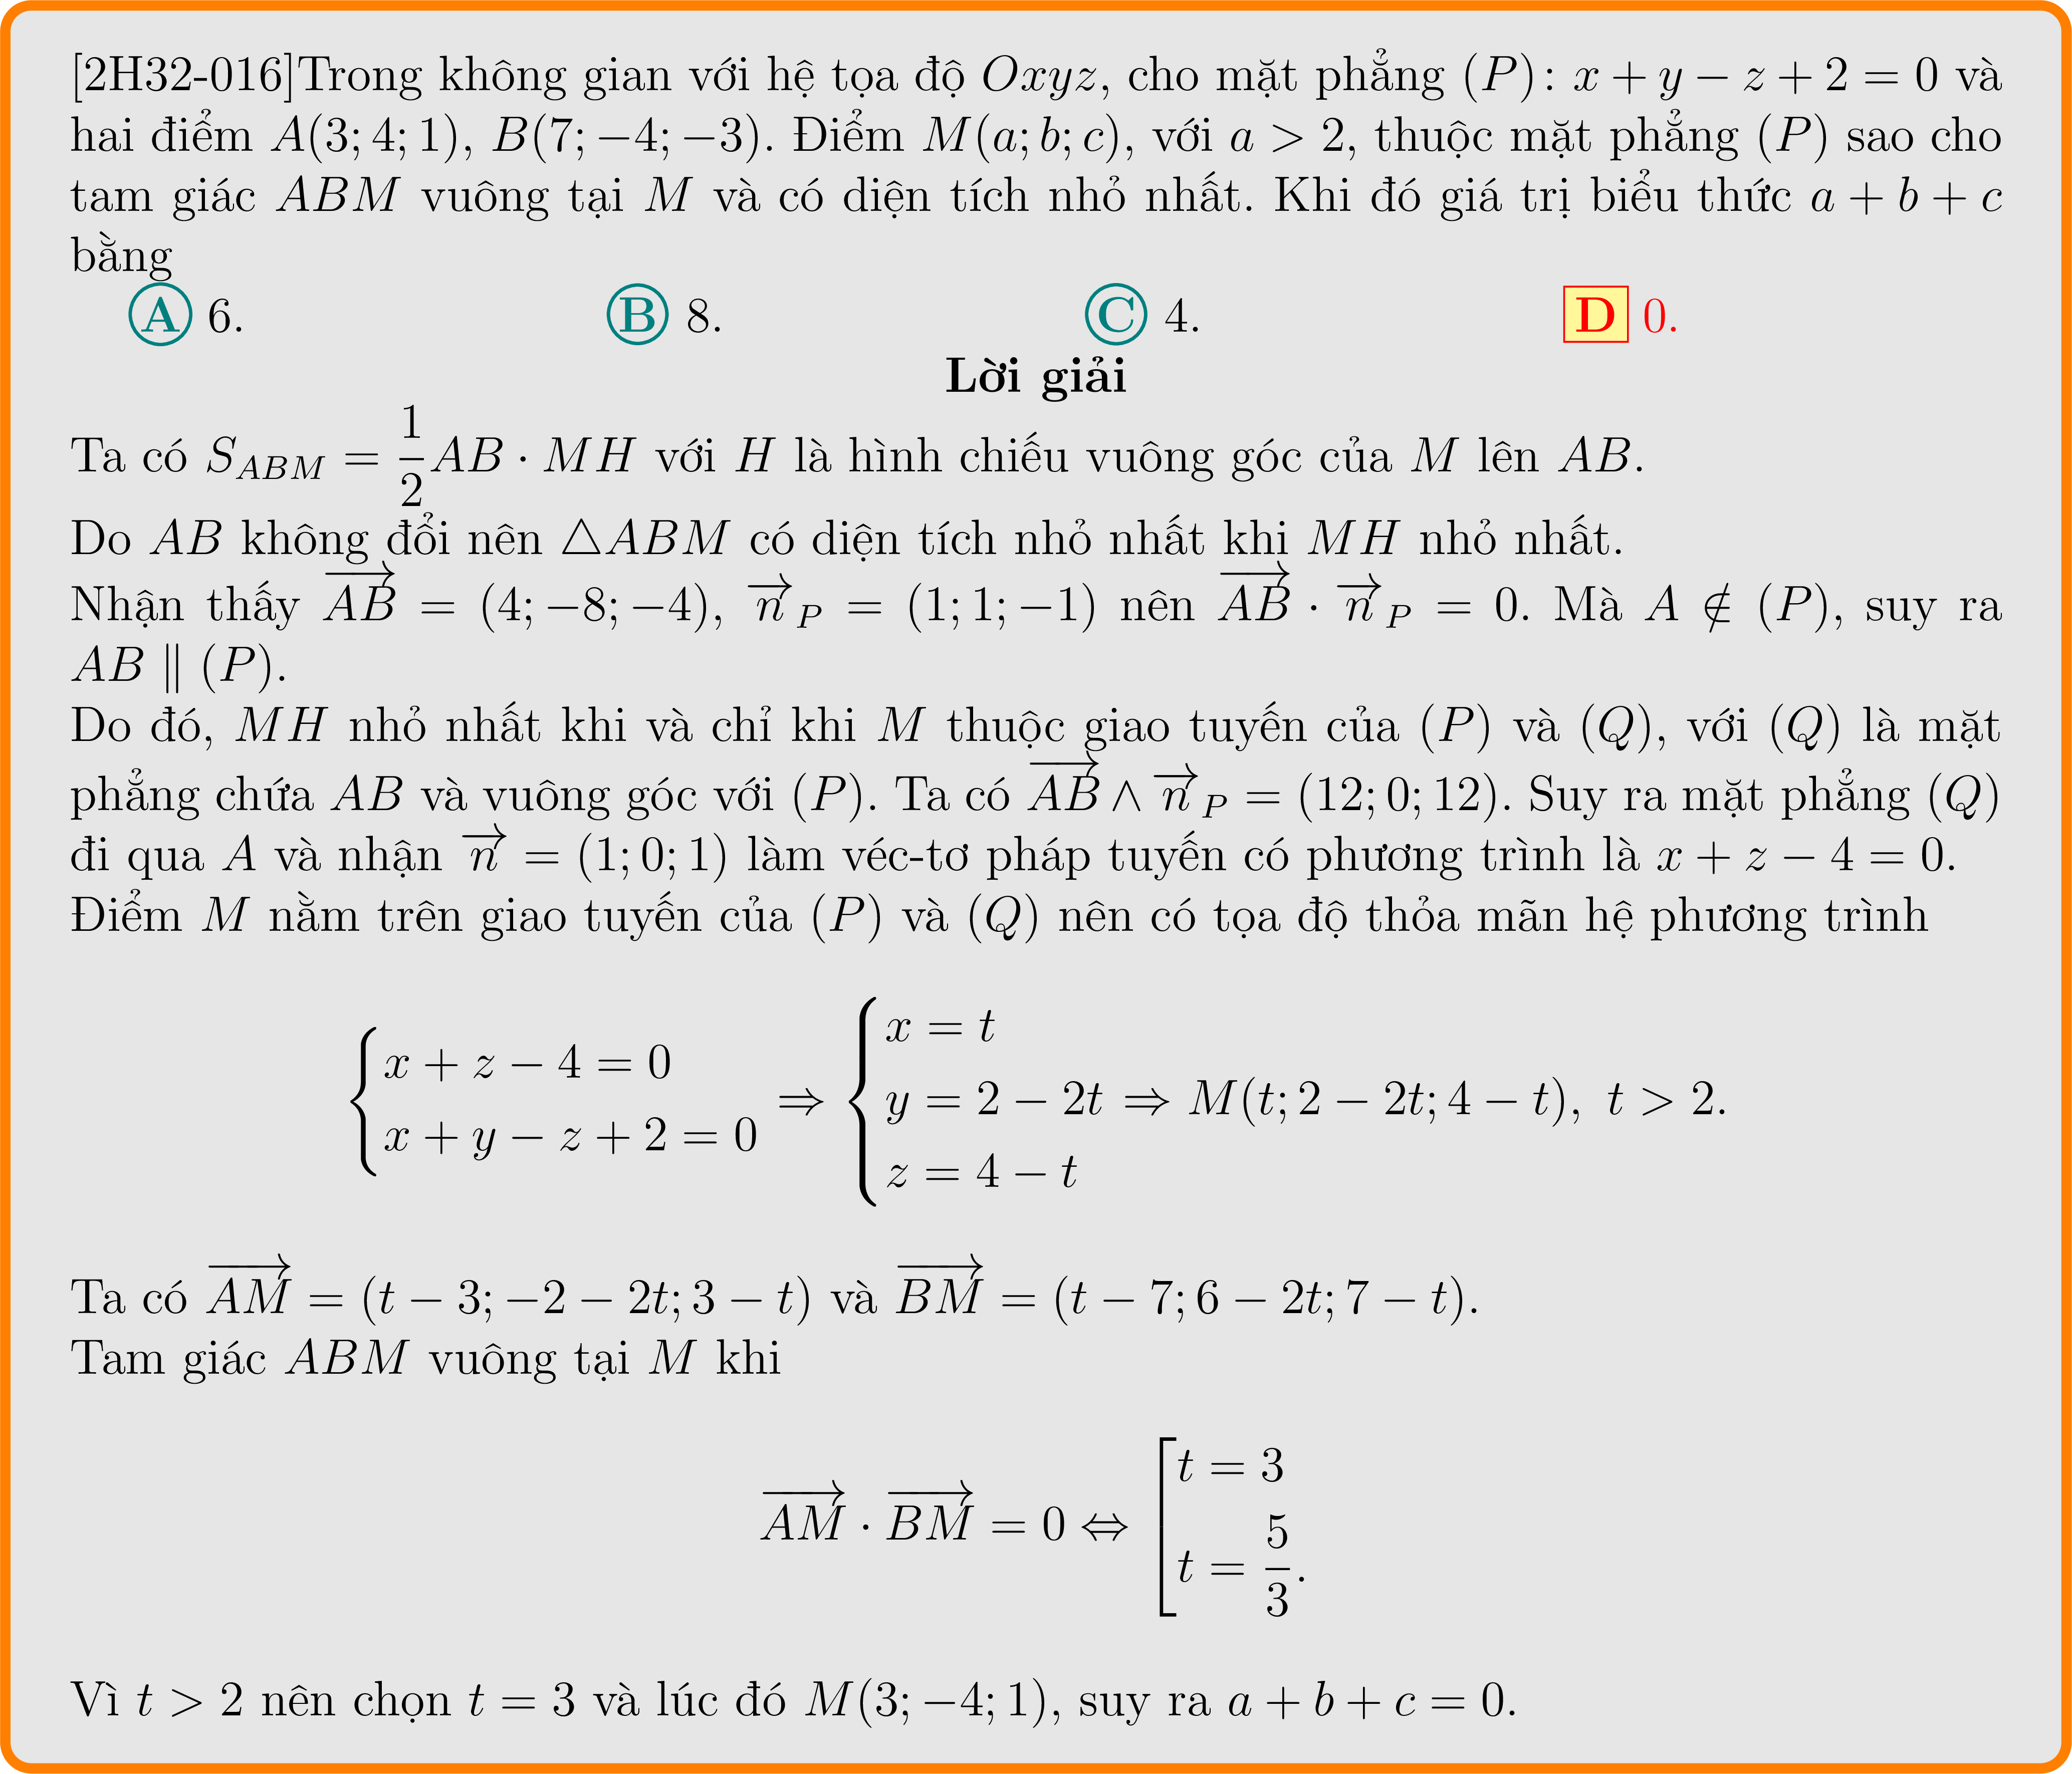 [2H32-016]Trong không gian với hệ tọa độ Oxyz, cho mặt phẳng (P): x + y − z + 2 = 0 và
hai điểm A(3; 4; 1), B(7; −4; −3). Điểm M(a; b; c), với a > 2, thuộc mặt phẳng (P) sao cho
tam giác ABM vuông tại M và có diện tích nhỏ nhất. Khi đó giá trị biểu thức a + b + c
bằng
A 6. B 8. C 4. D 0.
Lời giải
Ta có S_{ABM} = \frac{1}{2}AB · MH với H là hình chiếu vuông góc của M lên AB.
Do AB không đổi nên △ABM có diện tích nhỏ nhất khi MH nhỏ nhất.
Nhận thấy \overrightarrow{AB} = (4; −8; −4), \overrightarrow{n}_P = (1; 1; −1) nên \overrightarrow{AB} · \overrightarrow{n}_P = 0. Mà A ∉ (P), suy ra
AB ∥ (P).
Do đó, MH nhỏ nhất khi và chỉ khi M thuộc giao tuyến của (P) và (Q), với (Q) là mặt
phẳng chứa AB và vuông góc với (P). Ta có \overrightarrow{AB} ∧ \overrightarrow{n}_P = (12; 0; 12). Suy ra mặt phẳng (Q)
đi qua A và nhận \overrightarrow{n} = (1; 0; 1) làm véc-tơ pháp tuyến có phương trình là x + z − 4 = 0.
Điểm M nằm trên giao tuyến của (P) và (Q) nên có tọa độ thỏa mãn hệ phương trình
\begin{cases} x + z − 4 = 0 \\ x + y − z + 2 = 0 \end{cases} ⇒ \begin{cases} x = t \\ y = 2 − 2t \\ z = 4 − t \end{cases} ⇒ M(t; 2 − 2t; 4 − t), t > 2.
Ta có \overrightarrow{AM} = (t − 3; −2 − 2t; 3 − t) và \overrightarrow{BM} = (t − 7; 6 − 2t; 7 − t).
Tam giác ABM vuông tại M khi
\overrightarrow{AM} · \overrightarrow{BM} = 0 ⇔ \left[ \begin{array}{l} t = 3 \\ t = \frac{5}{3}. \end{array} \right.
Vì t > 2 nên chọn t = 3 và lúc đó M(3; −4; 1), suy ra a + b + c = 0.